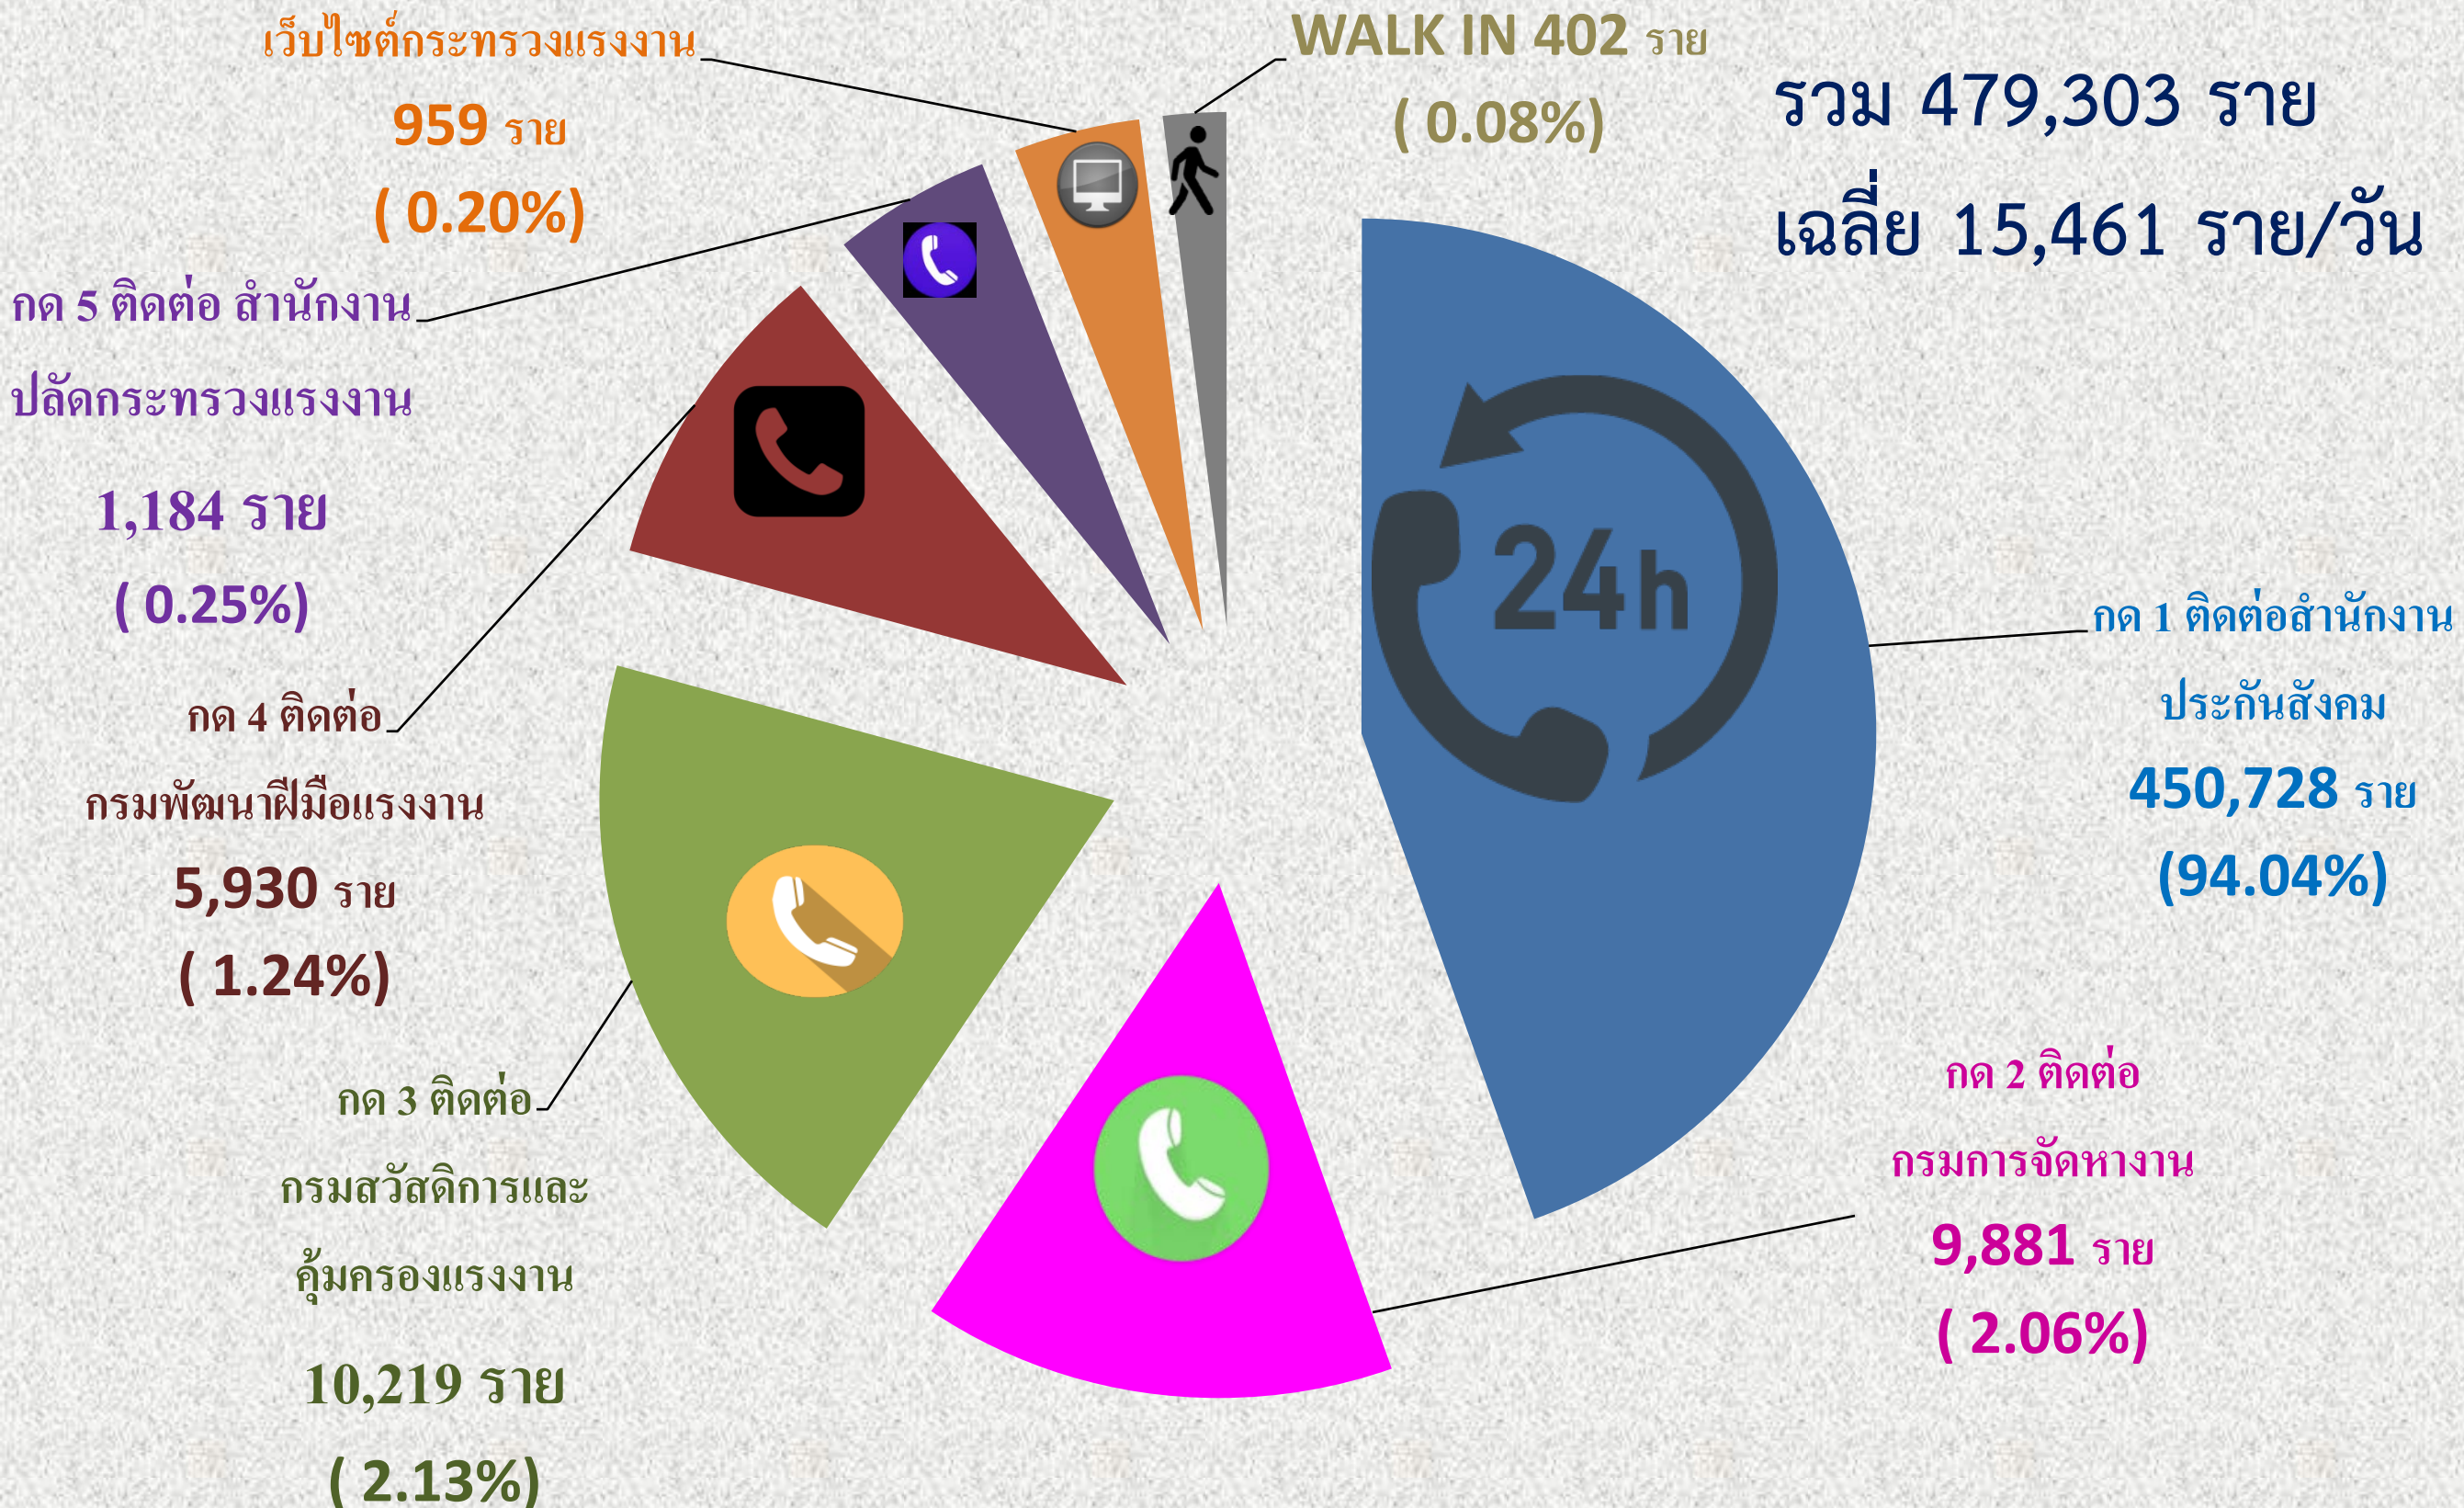 เว็บไซต์กระทรวงแรงงาน
959 ราย
( 0.20%)
WALK IN 402 ราย
( 0.08%)
รวม 479,303 ราย
เฉลี่ย 15,461 ราย/วัน
กด 5 ติดต่อ สำนักงาน
ปลัดกระทรวงแรงงาน
1,184 ราย
( 0.25%)
24h
กด 1 ติดต่อสำนักงาน
ประกันสังคม
450,728 ราย
(94.04%)
กด 4 ติดต่อ
กรมพัฒนาฝีมือแรงงาน
5,930 ราย
( 1.24%)
กด 3 ติดต่อ
กรมสวัสดิการและ
คุ้มครองแรงงาน
10,219 ราย
( 2.13%)
กด 2 ติดต่อ
กรมการจัดหางาน
9,881 ราย
( 2.06%)